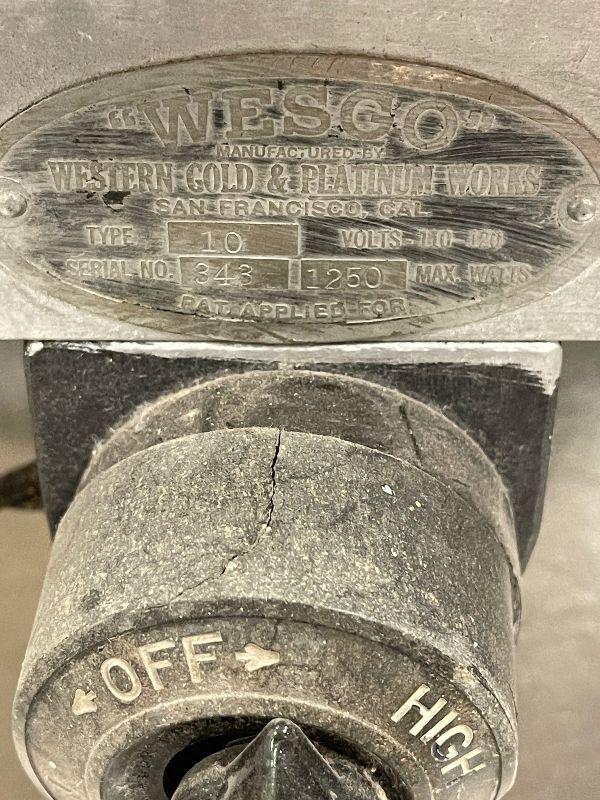 "WESCO"
MANUFACTURED BY
WESTERN GOLD & PLATINUM WORKS
SAN FRANCISCO, CAL.
TYPE 10 VOLTS-110-120
SERIAL NO. 343 1250 MAX. WATTS
PAT. APPLIED FOR.
OFF
HIGH